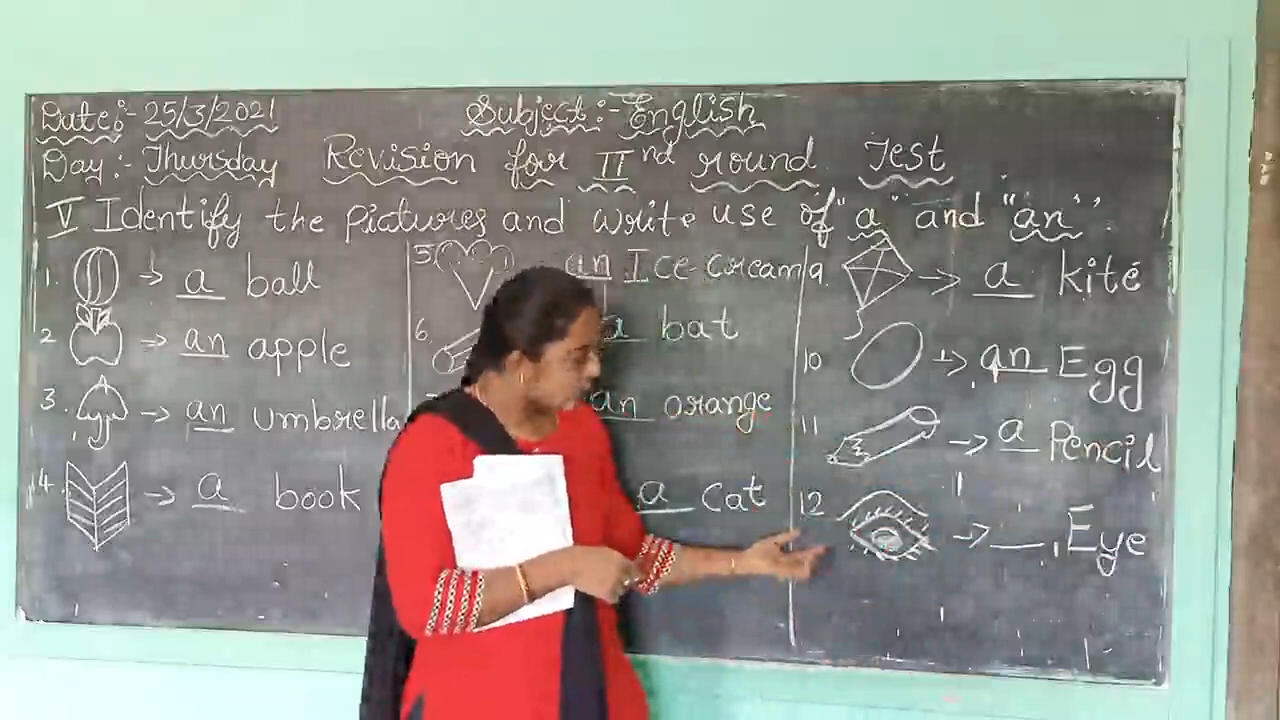 Date:- 25/3/2021
Subject:- English
Day:- Thursday
Revision for IInd round Test
V Identify the pictures and write use of "a" and "an".
1. → a ball
2 → an apple
3. → an umbrella
4. → a book
5. an Ice-cream
6. a bat
an orange
a cat
9. → a kite
10 → an Egg
11 → a Pencil
12 → __ Eye